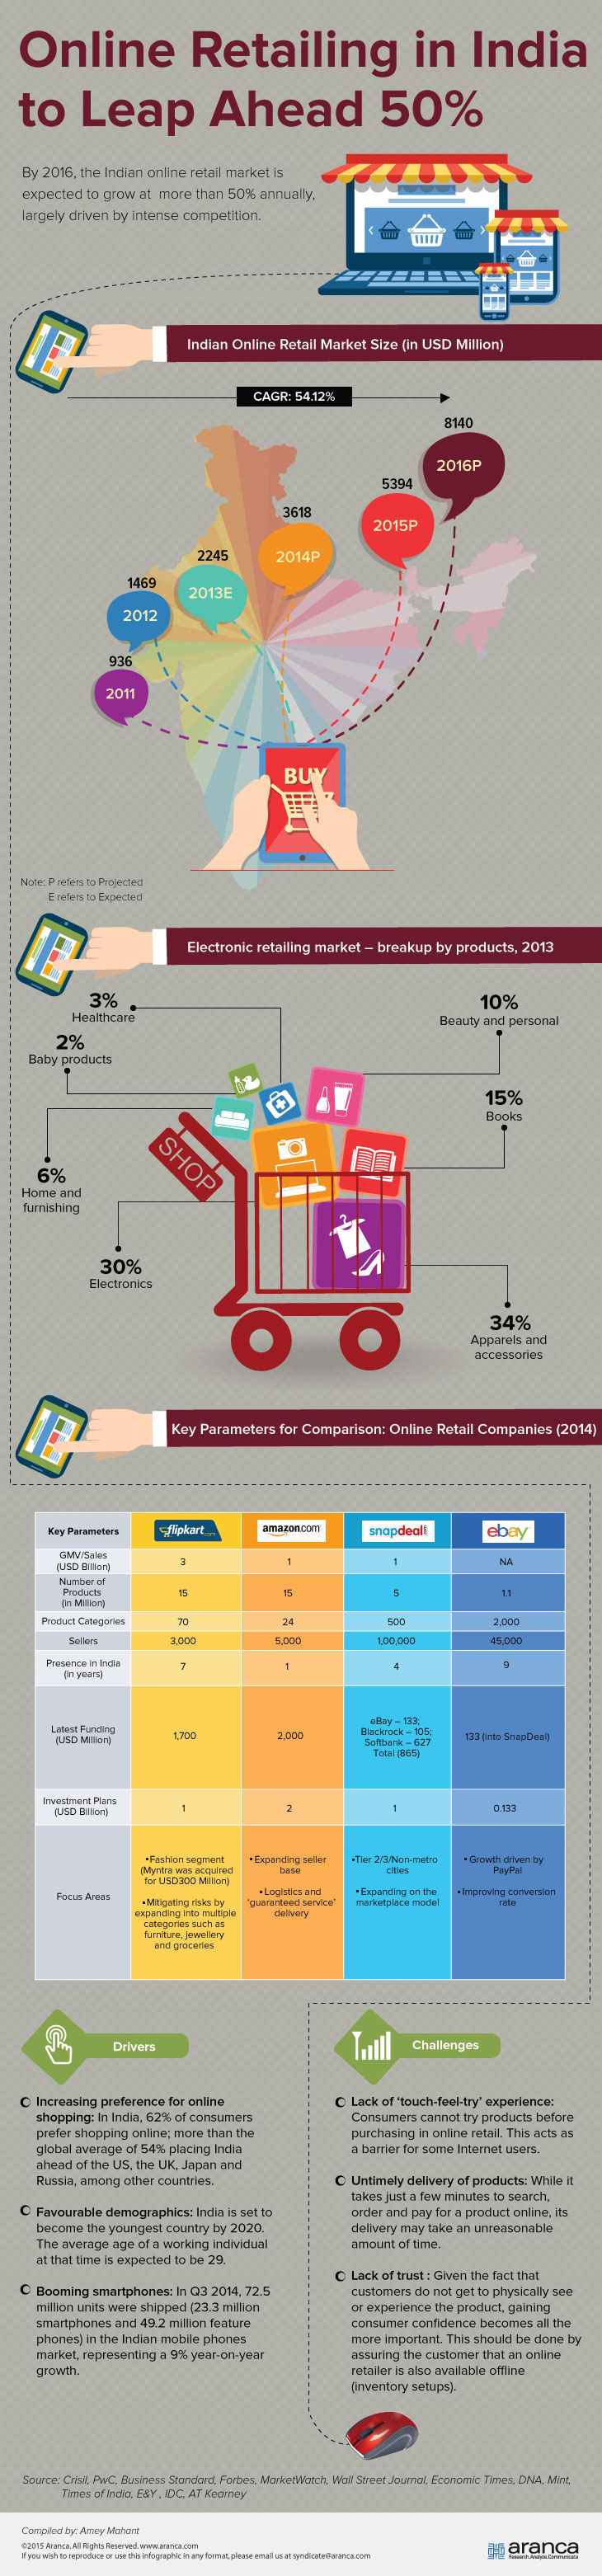 Online Retailing in India
to Leap Ahead 50%
By 2016, the Indian online retail market is
expected to grow at more than 50% annually,
largely driven by intense competition.
Indian Online Retail Market Size (in USD Million)
CAGR: 54.12%
8140
2016P
5394
2015P
3618
2014P
2245
2013E
1469
2012
936
2011
BUY
Note: P refers to Projected
E refers to Expected
Electronic retailing market – breakup by products, 2013
3%
Healthcare
10%
Beauty and personal
2%
Baby products
15%
Books
SHOP
6%
Home and
furnishing
30%
Electronics
34%
Apparels and
accessories
Key Parameters for Comparison: Online Retail Companies (2014)
Key Parameters flipkart.com amazon.com snapdeal ebay
GMV/Sales
(USD Billion)
3 1 1 NA
Number of
Products
(in Million)
15 15 5 1.1
Product Categories 70 24 500 2,000
Sellers 3,000 5,000 1,00,000 45,000
Presence in India
(in years)
7 1 4 9
Latest Funding
(USD Million)
1,700
2,000
eBay – 133;
Blackrock – 105;
Softbank – 627
Total (865)
133 (into SnapDeal)
Investment Plans
(USD Billion)
1 2 1 0.133
Focus Areas
•Fashion segment
(Myntra was acquired
for USD300 Million)
•Mitigating risks by
expanding into multiple
categories such as
furniture, jewellery
and groceries
•Expanding seller
base
•Logistics and
‘guaranteed service’
delivery
•Tier 2/3/Non-metro
cities
•Expanding on the
marketplace model
•Growth driven by
PayPal
•Improving conversion
rate
Drivers
Increasing preference for online
shopping: In India, 62% of consumers
prefer shopping online; more than the
global average of 54% placing India
ahead of the US, the UK, Japan and
Russia, among other countries.
Favourable demographics: India is set to
become the youngest country by 2020.
The average age of a working individual
at that time is expected to be 29.
Booming smartphones: In Q3 2014, 72.5
million units were shipped (23.3 million
smartphones and 49.2 million feature
phones) in the Indian mobile phones
market, representing a 9% year-on-year
growth.
Challenges
Lack of ‘touch-feel-try’ experience:
Consumers cannot try products before
purchasing in online retail. This acts as
a barrier for some Internet users.
Untimely delivery of products: While it
takes just a few minutes to search,
order and pay for a product online, its
delivery may take an unreasonable
amount of time.
Lack of trust : Given the fact that
customers do not get to physically see
or experience the product, gaining
consumer confidence becomes all the
more important. This should be done by
assuring the customer that an online
retailer is also available offline
(inventory setups).
Source: Crisil, PwC, Business Standard, Forbes, MarketWatch, Wall Street Journal, Economic Times, DNA, Mint,
Times of India, E&Y , IDC, AT Kearney
Compiled by: Amey Mahant
©2015 Aranca. All Rights Reserved. www.aranca.com
If you wish to reproduce or use this infographic in any format, please email us at syndicate@aranca.com
aranca
Research.Analysis.Communicate